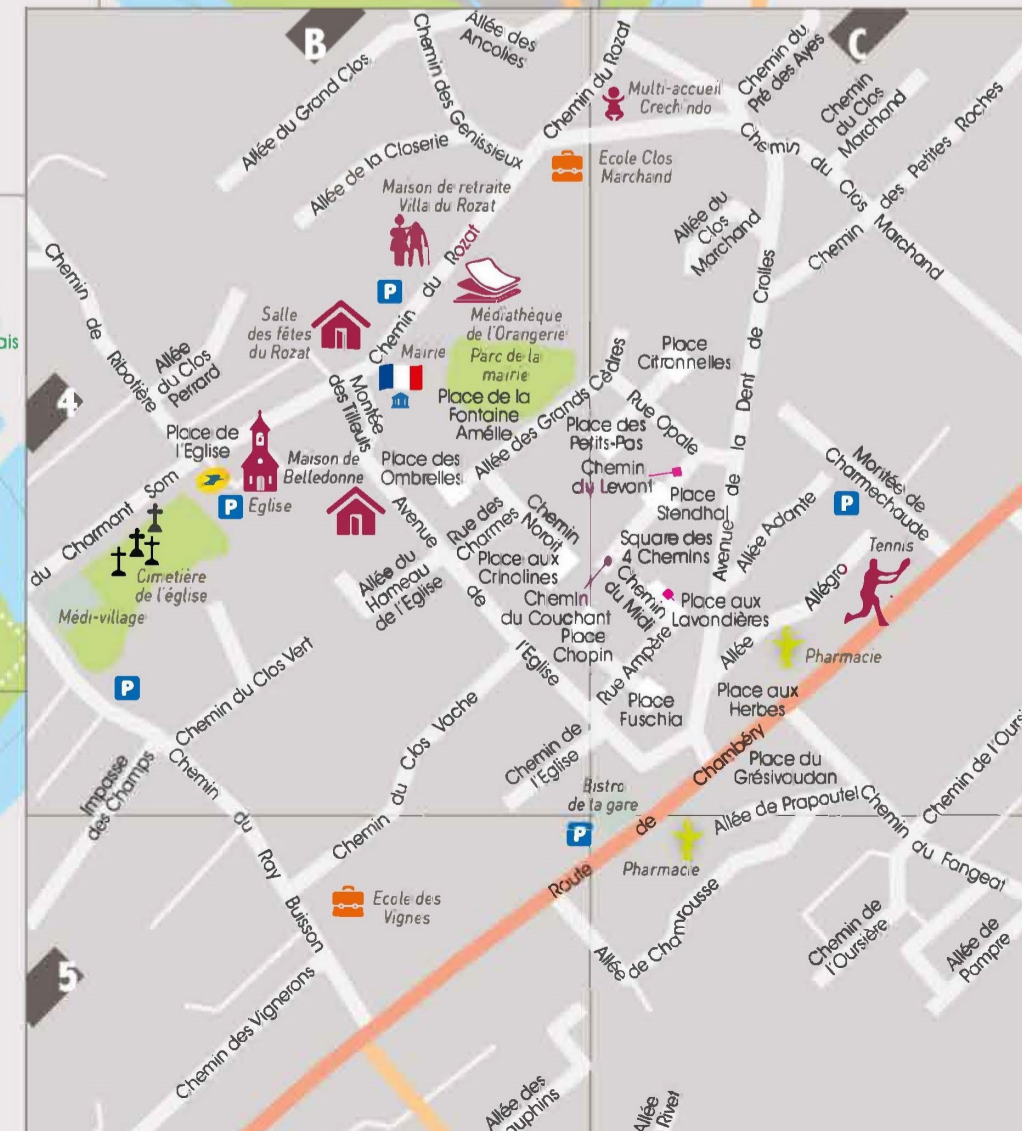 B
C
Allée des
Ancolies
Chemin du Rozat
Chemin du
Pré des Ayes
Allée du Grand Clos
Chemin des Genissieux
Multi-accueil
Crechendo
Chemin
du Clos
Marchand
Allée de la Closerie
Ecole Clos
Marchand
Chemin du Clos Marchand
Chemin des Petites Roches
Maison de retraite
Villa du Rozat
Allée du
Clos
Marchand
Chemin de Ribotière
P
Chemin du Rozat
Médiathèque
de l'Orangerie
Salle
des fêtes
du Rozat
Mairie
Parc de la
mairie
Place
Citronnelles
ais
Allée
du Clos
Perrard
4
Montée
des Tilleuls
Place de la
Fontaine
Amélie
Allée des Grands Cèdres
Rue Opale
Avenue de la Dent de Crolles
Place de
l'Eglise
Maison de
Belledonne
Place des
Ombrelles
Place des
Petits-Pas
Chemin
du Levant
Place
Stendhal
Montée de
Charmechaude
P
Eglise
P
du Charmant Som
Avenue de l'Eglise
Rue des
Charmes
Chemin
Noroit
Square des
4 Chemins
Allée Adante
Tennis
Cimetière
de l'église
Médi-village
Allée du
Hameau
de l'Eglise
Place aux
Crinolines
Chemin
du Couchant
Chemin
du Midi
Place aux
Lavandières
Allée Allégro
Pharmacie
Place
Chopin
Rue Ampère
P
Chemin du Clos Vert
Place
Fuschia
Place aux
Herbes
Impasse
des Champs
Chemin du Clos Vache
Chemin de
l'Eglise
Place du
Grésivaudan
Chemin de l'Oursi
Bistro
de la gare
P
Route de Chambéry
Allée de Prapoutel
Chemin du Fangeat
Pharmacie
Chemin du Ray Buisson
Ecole des
Vignes
Allée de Chamrousse
Chemin de
l'Oursière
Allée de
Pampre
5
Chemin des Vignerons
Allée des
auphins
Allée
Rivet